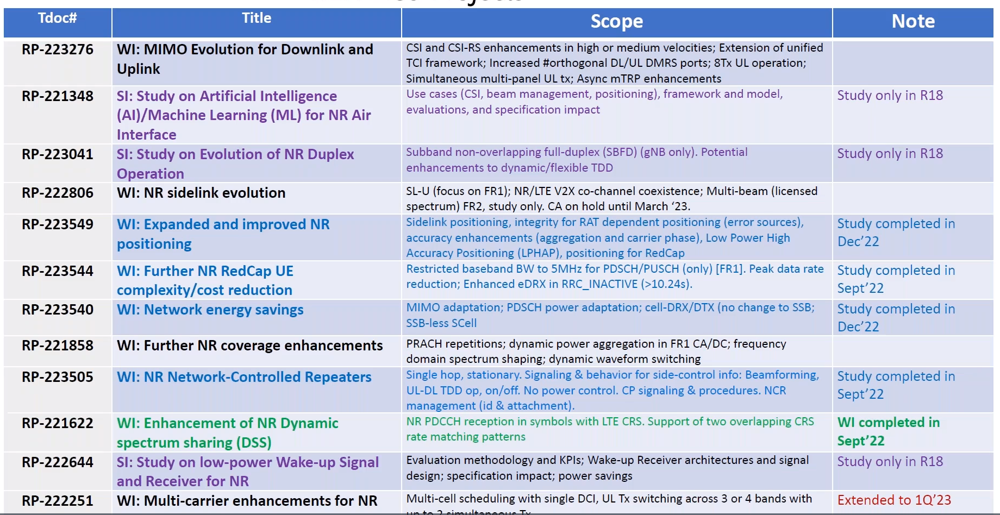 Tdoc#
Title
Scope
Note
RP-223276
WI: MIMO Evolution for Downlink and
Uplink
CSI and CSI-RS enhancements in high or medium velocities; Extension of unified
TCI framework; Increased #orthogonal DL/UL DMRS ports; 8Tx UL operation;
Simultaneous multi-panel UL tx; Async mTRP enhancements
RP-221348
SI: Study on Artificial Intelligence
(AI)/Machine Learning (ML) for NR Air
Interface
Use cases (CSI, beam management, positioning), framework and model,
evaluations, and specification impact
Study only in R18
RP-223041
SI: Study on Evolution of NR Duplex
Operation
Subband non-overlapping full-duplex (SBFD) (gNB only). Potential
enhancements to dynamic/flexible TDD
Study only in R18
RP-222806
WI: NR sidelink evolution
SL-U (focus on FR1); NR/LTE V2X co-channel coexistence; Multi-beam (licensed
spectrum) FR2, study only. CA on hold until March ‘23.
RP-223549
WI: Expanded and improved NR
positioning
Sidelink positioning, integrity for RAT dependent positioning (error sources),
accuracy enhancements (aggregation and carrier phase), Low Power High
Accuracy Positioning (LPHAP), positioning for RedCap
Study completed in
Dec’22
RP-223544
WI: Further NR RedCap UE
complexity/cost reduction
Restricted baseband BW to 5MHz for PDSCH/PUSCH (only) [FR1]. Peak data rate
reduction; Enhanced eDRX in RRC_INACTIVE (>10.24s).
Study completed in
Sept’22
RP-223540
WI: Network energy savings
MIMO adaptation; PDSCH power adaptation; cell-DRX/DTX (no change to SSB;
SSB-less SCell
Study completed in
Dec’22
RP-221858
WI: Further NR coverage enhancements
PRACH repetitions; dynamic power aggregation in FR1 CA/DC; frequency
domain spectrum shaping; dynamic waveform switching
RP-223505
WI: NR Network-Controlled Repeaters
Single hop, stationary. Signaling & behavior for side-control info: Beamforming,
UL-DL TDD op, on/off. No power control. CP signaling & procedures. NCR
management (id & attachment).
Study completed in
Sept’22
RP-221622
WI: Enhancement of NR Dynamic
spectrum sharing (DSS)
NR PDCCH reception in symbols with LTE CRS. Support of two overlapping CRS
rate matching patterns
WI completed in
Sept’22
RP-222644
SI: Study on low-power Wake-up Signal
and Receiver for NR
Evaluation methodology and KPIs; Wake-up Receiver architectures and signal
design; specification impact; power savings
Study only in R18
RP-222251
WI: Multi-carrier enhancements for NR
Multi-cell scheduling with single DCI, UL Tx switching across 3 or 4 bands with
up to 2 simultaneous Tx
Extended to 1Q’23